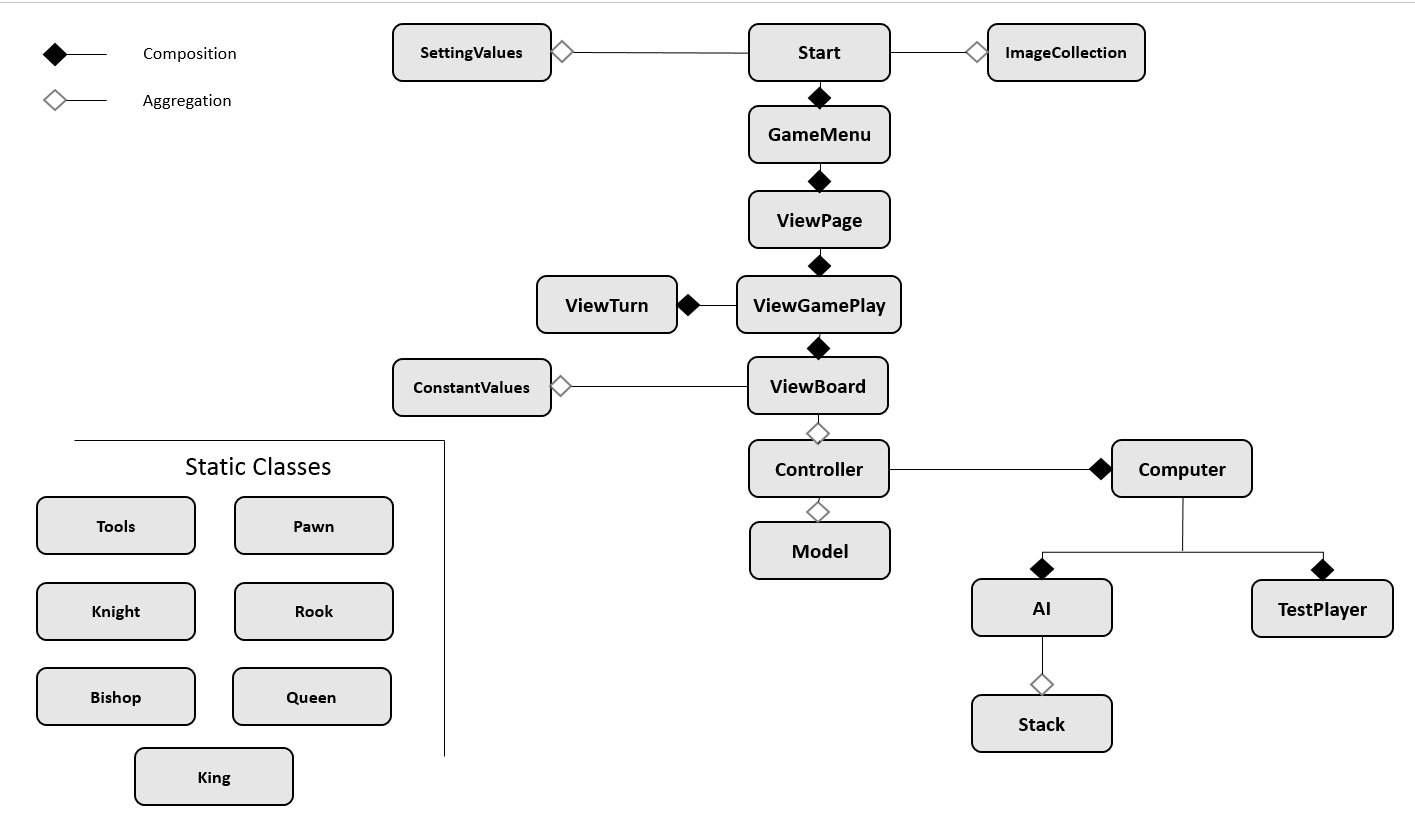 Composition
Aggregation
SettingValues
Start
ImageCollection
GameMenu
ViewPage
ViewTurn
ViewGamePlay
ConstantValues
ViewBoard
Controller
Computer
Model
AI
TestPlayer
Stack
Static Classes
Tools
Pawn
Knight
Rook
Bishop
Queen
King